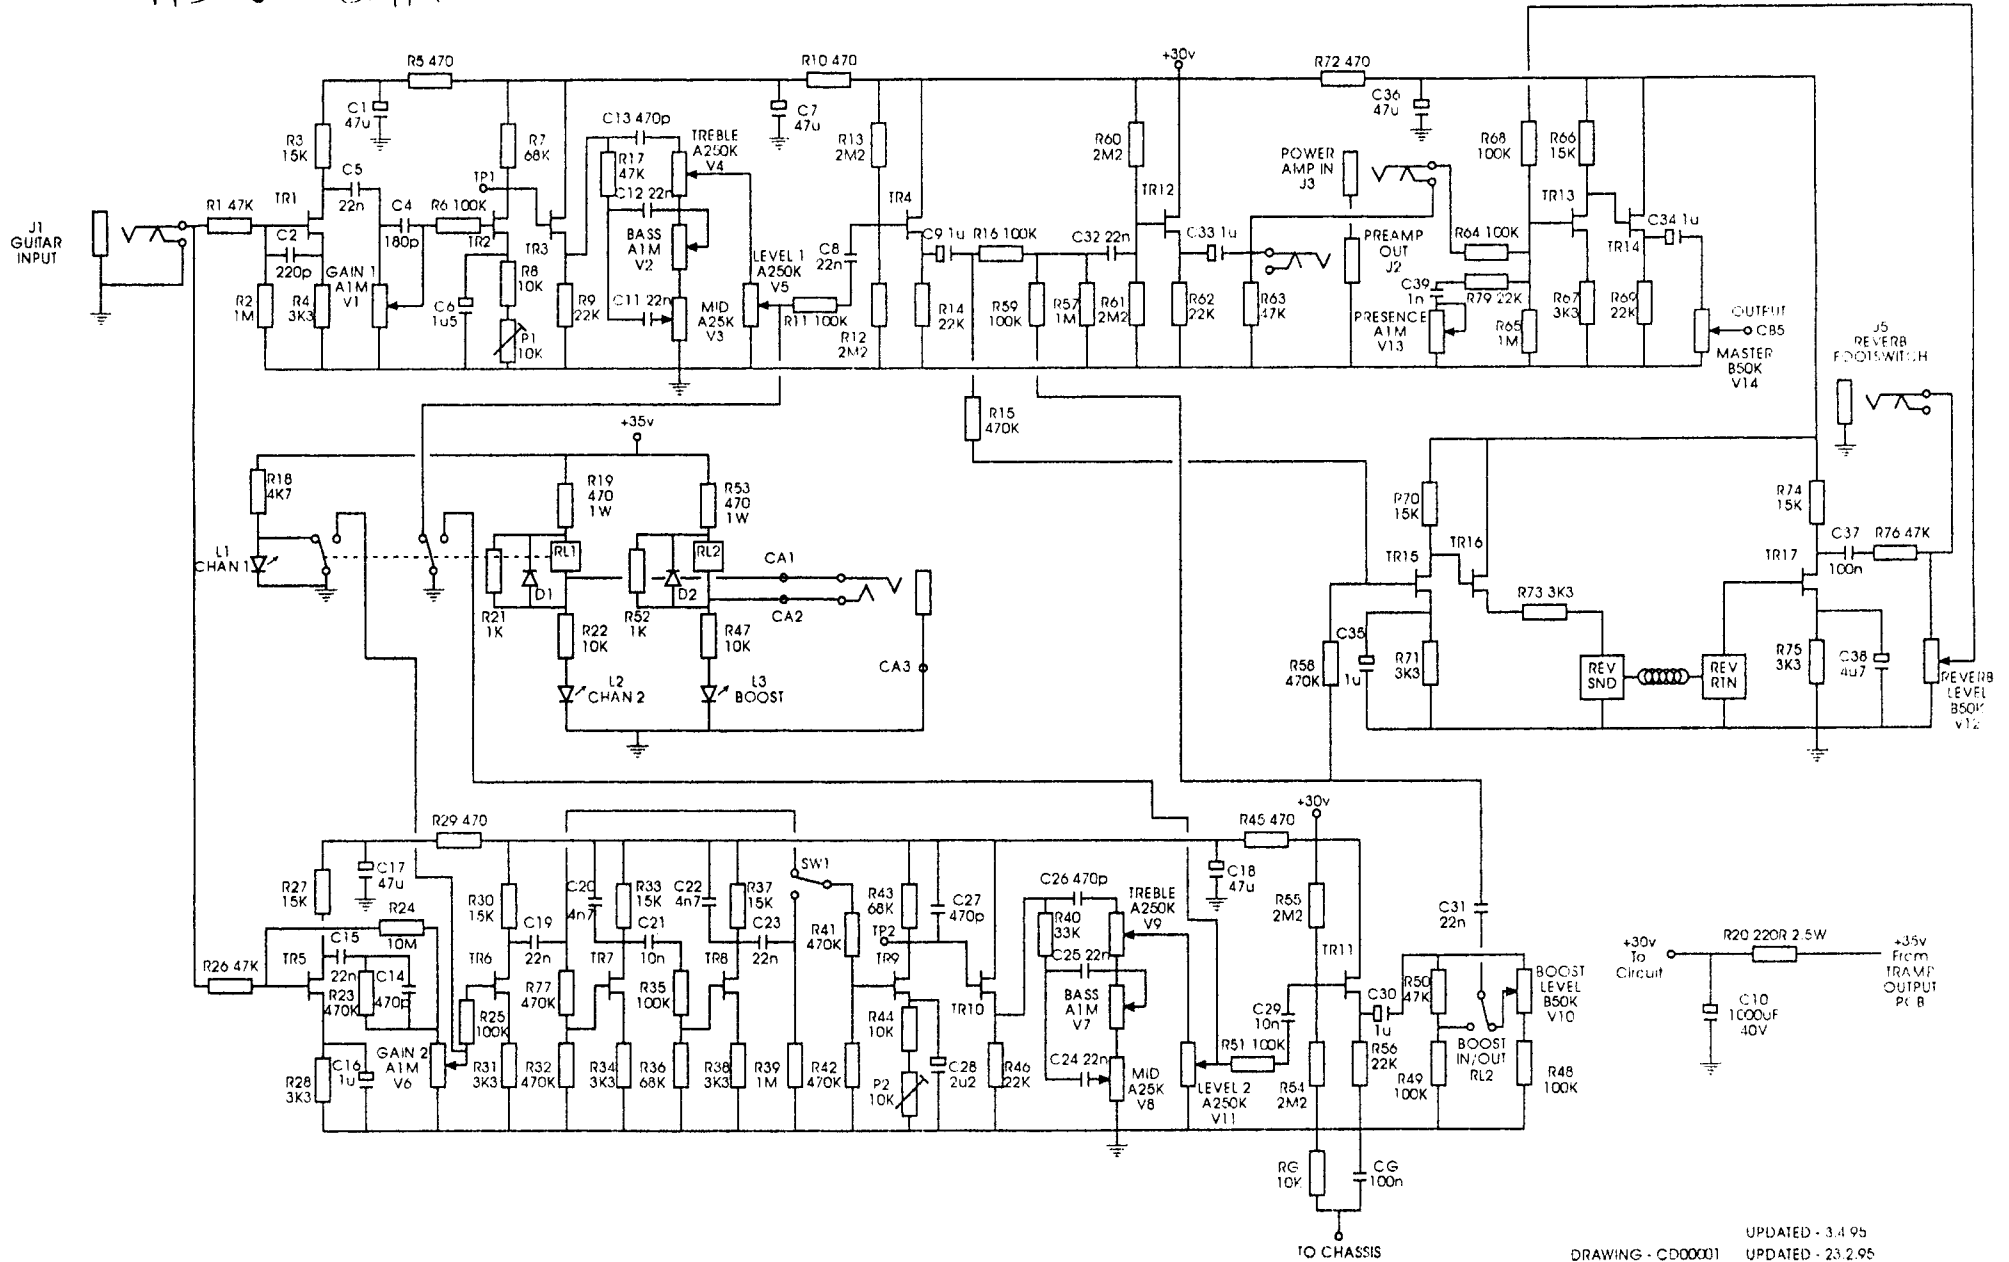 R5 470
R10 470
+30v
R72 470
C1
47u
C7
47u
C36
47u
R3
15K
R7
68K
C13 470p
TREBLE
A250K
V4
R13
2M2
R60
2M2
POWER
AMP IN
J3
R68
100K
R66
15K
C5
22n
TP1
R17
47K
C12 22n
J1
GUITAR
INPUT
R1 47K
TR1
C4
180p
R6 100K
TR2
TR3
TR4
TR12
TR13
TR14
C34 1u
C2
220p
BASS
A1M
V2
C8
22n
C9 1u
R16 100K
C32 22n
C33 1u
PREAMP
OUT
J2
R64 100K
GAIN 1
A1M
V1
R8
10K
LEVEL 1
A250K
V5
R2
1M
R4
3K3
C6
1u5
R9
22K
C11 22n
MID
A25K
V3
R11 100K
R14
22K
R59
100K
R57
1M
R61
2M2
R62
22K
R63
47K
C39
1n
R79 22K
PRESENCE
A1M
V13
R65
1M
R67
3K3
R69
22K
P1
10K
R12
2M2
OUTPUT
CB5
MASTER
B50K
V14
J5
REVERB
FOOTSWITCH
+35v
R15
470K
R18
4K7
R19
470
1W
R53
470
1W
P70
15K
R74
15K
L1
CHAN 1
RL1
RL2
CA1
TR15
TR16
TR17
C37
100n
R76 47K
D1
D2
CA2
R21
1K
R22
10K
R52
1K
R47
10K
R73 3K3
CA3
R58
470K
C35
1u
R71
3K3
REV
SND
REV
RTN
R75
3K3
C38
4u7
REVERB
LEVEL
B50K
V12
L2
CHAN 2
L3
BOOST
+30v
R29 470
R45 470
R27
15K
C17
47u
R30
15K
C20
4n7
R33
15K
C22
4n7
R37
15K
SW1
R43
68K
C27
470p
C26 470p
TREBLE
A250K
V9
C18
47u
R55
2M2
C31
22n
R24
10M
C19
22n
C21
10n
C23
22n
R41
470K
TP2
R40
33K
C25 22n
R26 47K
TR5
C15
22n
C14
470p
R23
470K
TR6
TR7
TR8
TR9
TR10
TR11
+30v
To
Circuit
R20 220R 2.5W
+35v
From
TRAMP
OUTPUT
PCB
R25
100K
R77
470K
R35
100K
R44
10K
BASS
A1M
V7
C29
10n
C30
1u
R50
47K
BOOST
LEVEL
B50K
V10
C10
1000uF
40V
R28
3K3
C16
1u
GAIN 2
A1M
V6
R31
3K3
R32
470K
R34
3K3
R36
68K
R38
3K3
R39
1M
R42
470K
P2
10K
C28
2u2
R46
22K
C24 22n
MID
A25K
V8
R51 100K
LEVEL 2
A250K
V11
R54
2M2
R56
22K
R49
100K
BOOST
IN/OUT
RL2
R48
100K
RG
10K
CG
100n
TO CHASSIS
UPDATED - 3.4.95
DRAWING - CD00001 UPDATED - 23.2.95